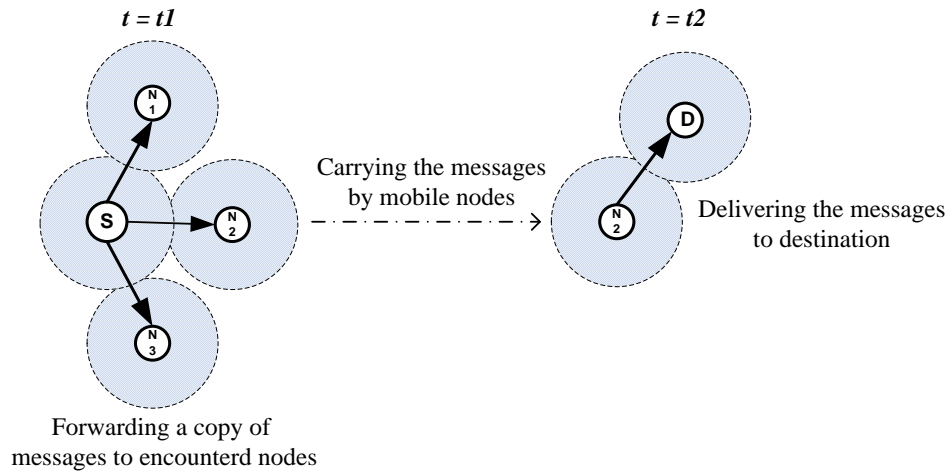 t = t1
t = t2
N
1
D
Carrying the messages
by mobile nodes
S
N
2
N
2
Delivering the messages
to destination
N
3
Forwarding a copy of
messages to encounterd nodes